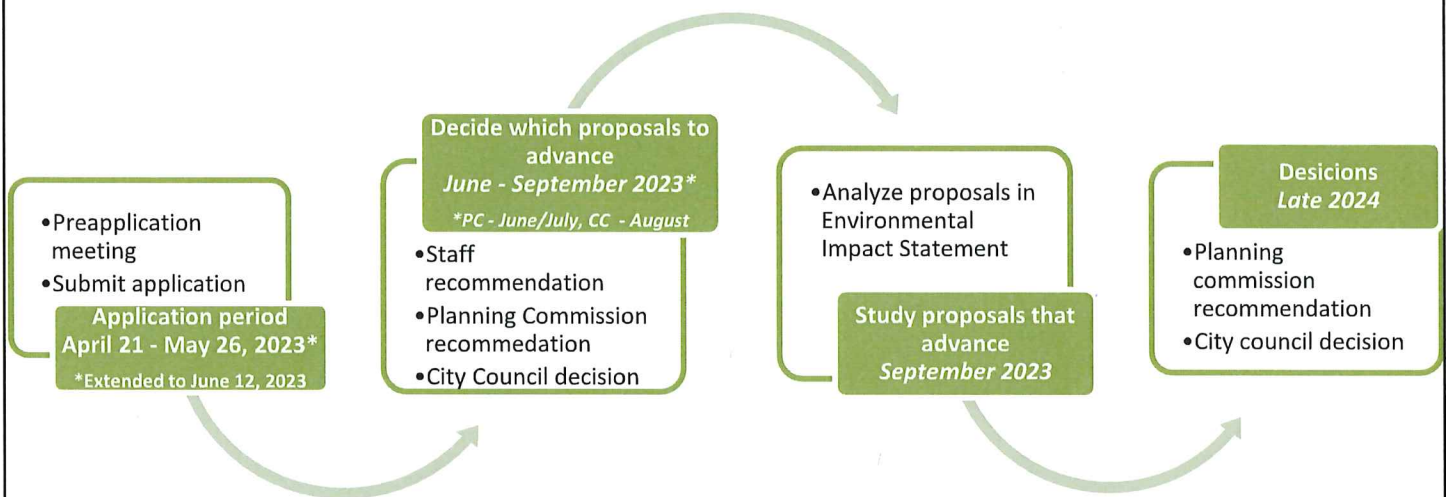 •Preapplication
meeting
•Submit application
Application period
April 21 - May 26, 2023*
*Extended to June 12, 2023
Decide which proposals to
advance
June - September 2023*
*PC - June/July, CC - August
•Staff
recommendation
•Planning Commission
recommedation
•City Council decision
•Analyze proposals in
Environmental
Impact Statement
Study proposals that
advance
September 2023
Desicions
Late 2024
•Planning
commission
recommendation
•City council decision